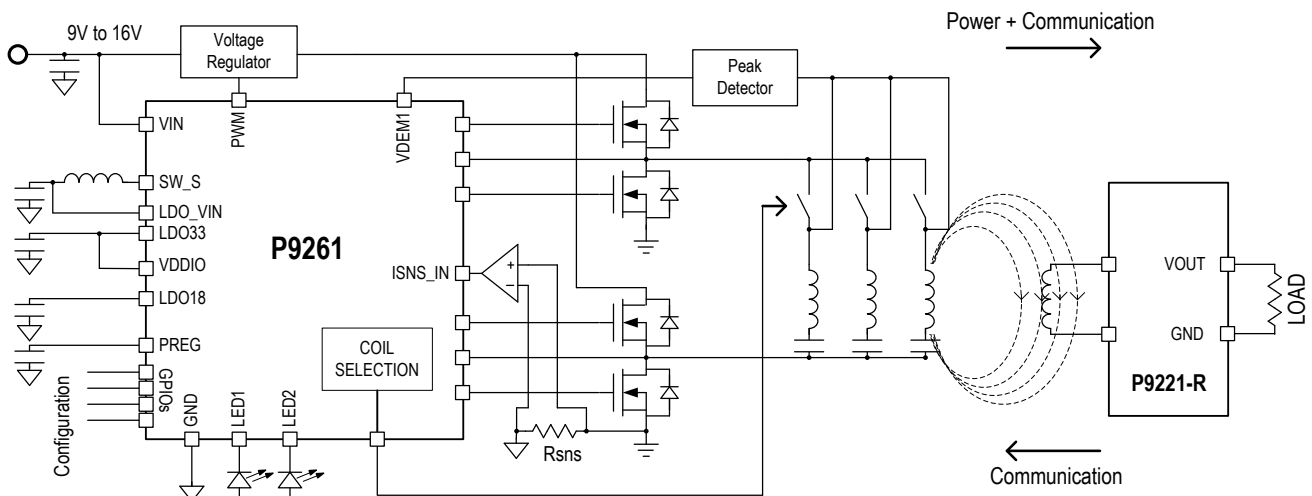 Power + Communication
9V to 16V
Voltage
Regulator
Peak
Detector
VIN
PWM
VDEM1
SW_S
LDO_VIN
P9261
LDO33
VDDIO
ISNS_IN
+
−
LDO18
VOUT
LOAD
GND
PREG
COIL
SELECTION
P9221-R
GPIOs
Configuration
GND
LED1
LED2
Rsns
Communication